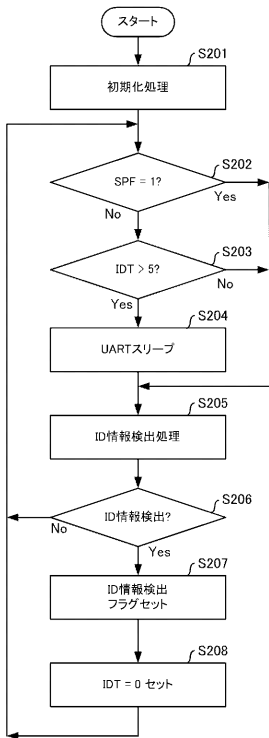 スタート
S201
初期化処理
S202
SPF = 1?
Yes
No
S203
IDT > 5?
No
Yes
S204
UARTスリープ
S205
ID情報検出処理
S206
ID情報検出?
No
Yes
S207
ID情報検出
フラグセット
S208
IDT = 0 セット